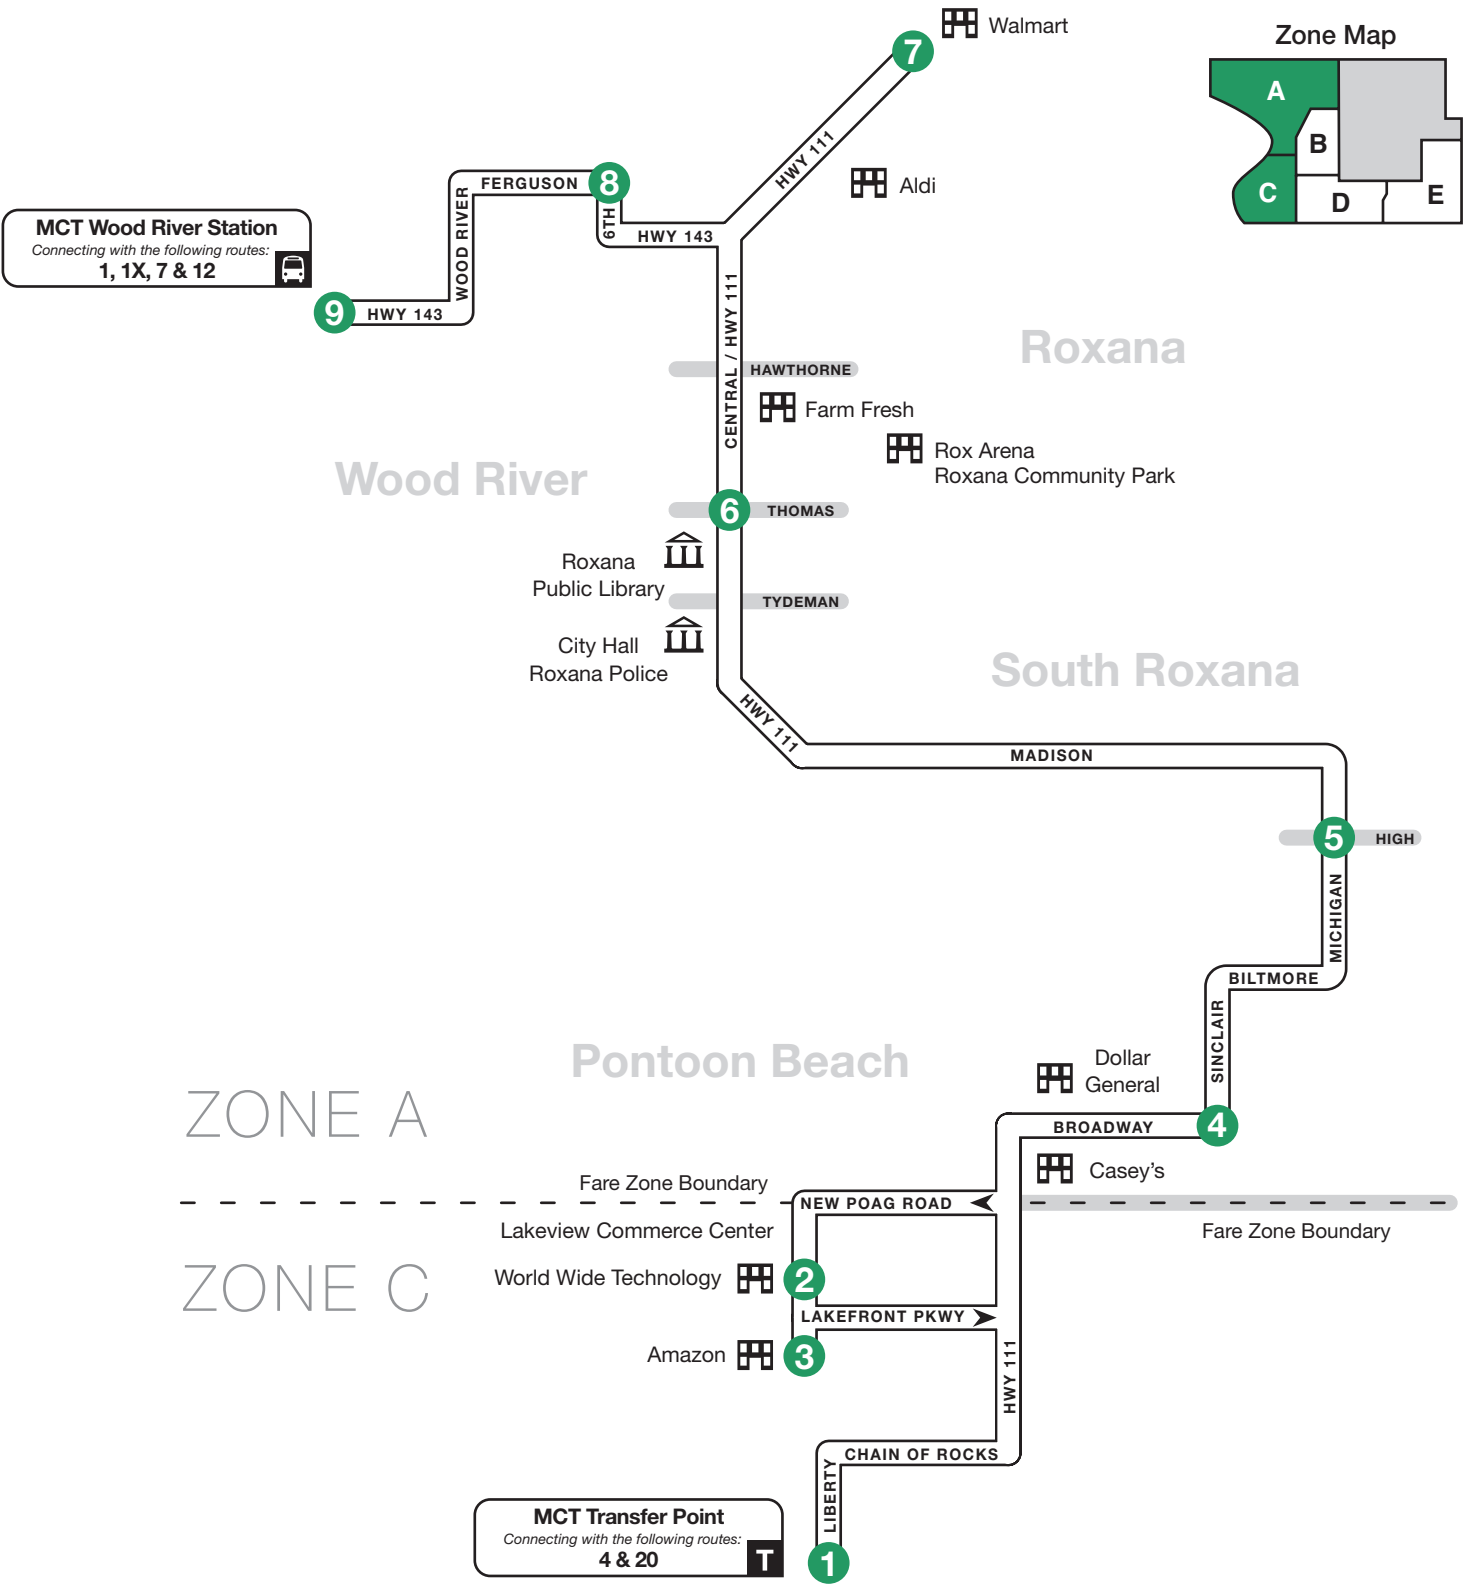 Walmart
Zone Map
7
A
B
C
D
E
HWY 111
Aldi
FERGUSON
8
WOOD RIVER
6TH
HWY 143
MCT Wood River Station
Connecting with the following routes:
1, 1X, 7 & 12
9
HWY 143
CENTRAL / HWY 111
Roxana
HAWTHORNE
Farm Fresh
Rox Arena
Roxana Community Park
Wood River
6
THOMAS
Roxana
Public Library
TYDEMAN
City Hall
Roxana Police
South Roxana
HWY 111
MADISON
5
HIGH
MICHIGAN
BILTMORE
SINCLAIR
Pontoon Beach
Dollar
General
ZONE A
BROADWAY
4
Casey's
Fare Zone Boundary
NEW POAG ROAD
Fare Zone Boundary
Lakeview Commerce Center
ZONE C
World Wide Technology
2
LAKEFRONT PKWY
Amazon
3
HWY 111
CHAIN OF ROCKS
LIBERTY
MCT Transfer Point
Connecting with the following routes:
4 & 20
T
1